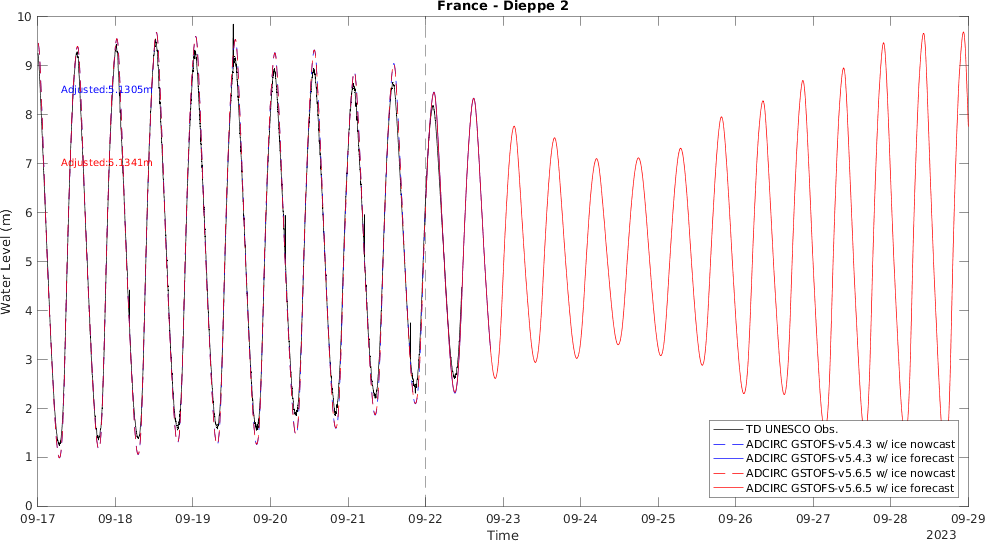 France - Dieppe 2
Water Level (m)
10
9
8
7
6
5
4
3
2
1
0
Adjusted:5.1305m
Adjusted:5.1341m
TD UNESCO Obs.
ADCIRC GSTOFS-v5.4.3 w/ ice nowcast
ADCIRC GSTOFS-v5.4.3 w/ ice forecast
ADCIRC GSTOFS-v5.6.5 w/ ice nowcast
ADCIRC GSTOFS-v5.6.5 w/ ice forecast
09-17 09-18 09-19 09-20 09-21 09-22 09-23 09-24 09-25 09-26 09-27 09-28 09-29
Time
2023